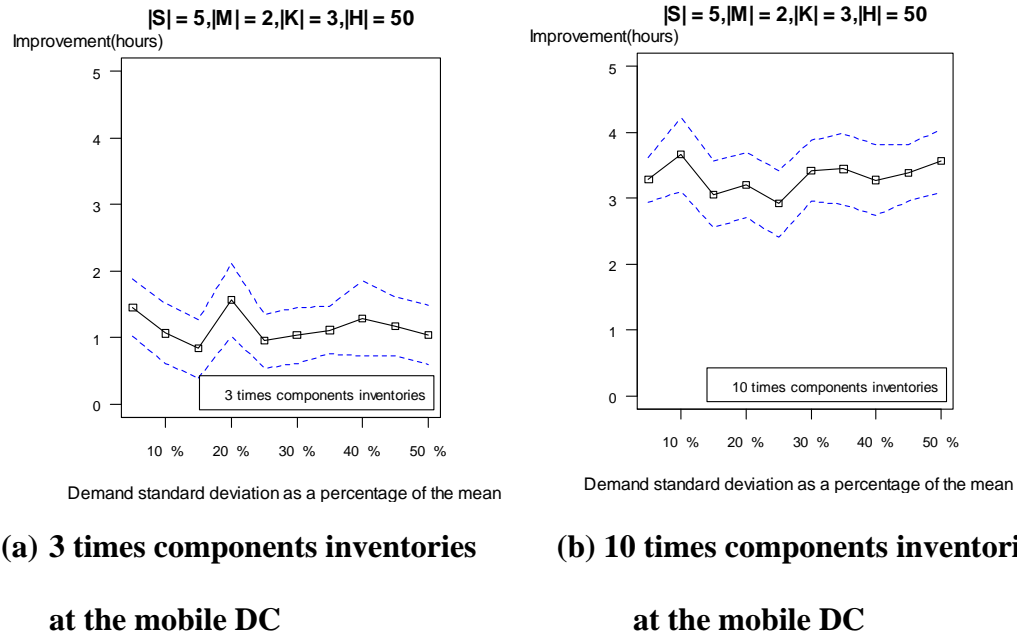 |S| = 5,|M| = 2,|K| = 3,|H| = 50
Improvement(hours)
5
4
3
2
1
0
3 times components inventories
10 %
20 %
30 %
40 %
50 %
Demand standard deviation as a percentage of the mean
(a) 3 times components inventories
at the mobile DC
|S| = 5,|M| = 2,|K| = 3,|H| = 50
Improvement(hours)
5
4
3
2
1
0
10 times components inventories
10 %
20 %
30 %
40 %
50 %
Demand standard deviation as a percentage of the mean
(b) 10 times components inventori
at the mobile DC